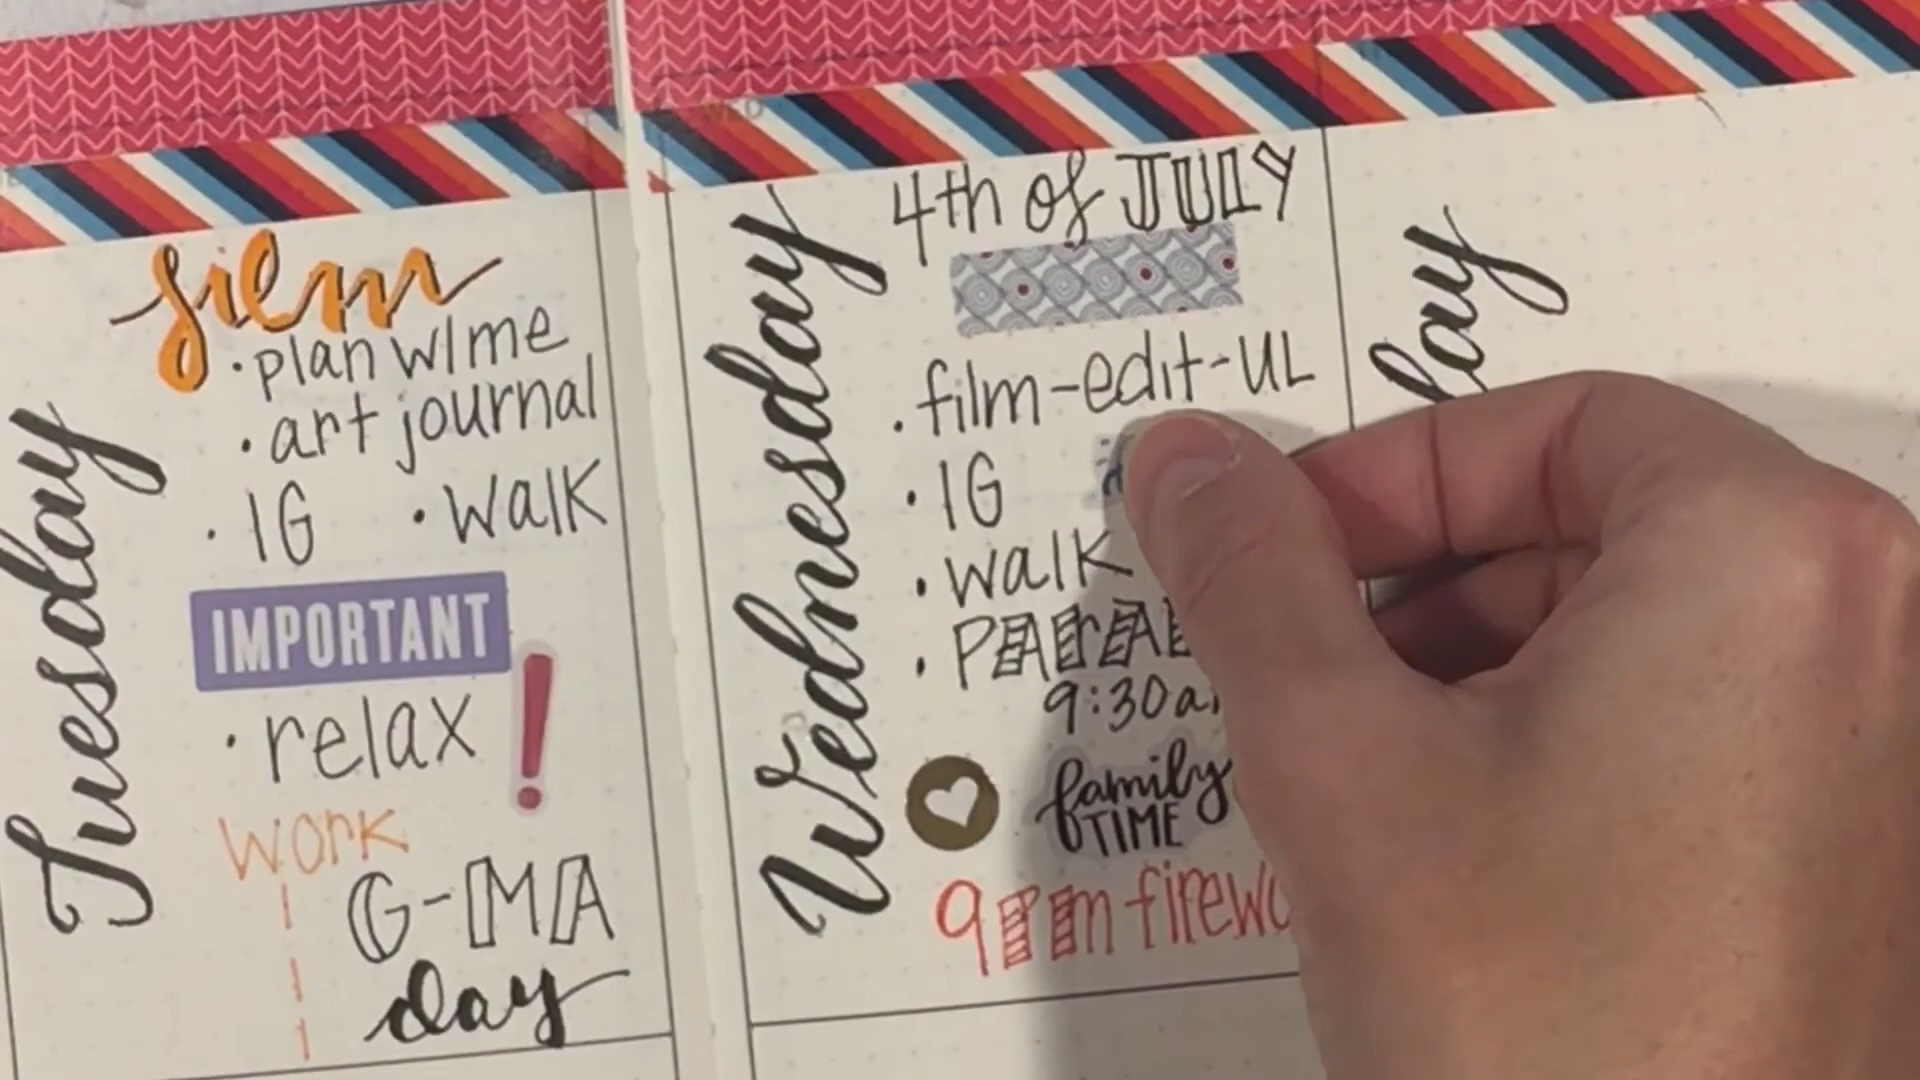 Tuesday
film
·plan w/me
·art journal
·IG ·walk
IMPORTANT
·relax !
work
G-MA
day
WED
Wednesday
4th of JULY
·film-edit-UL
·IG
·walk
·
9:30a
family
TIME
9pm
day